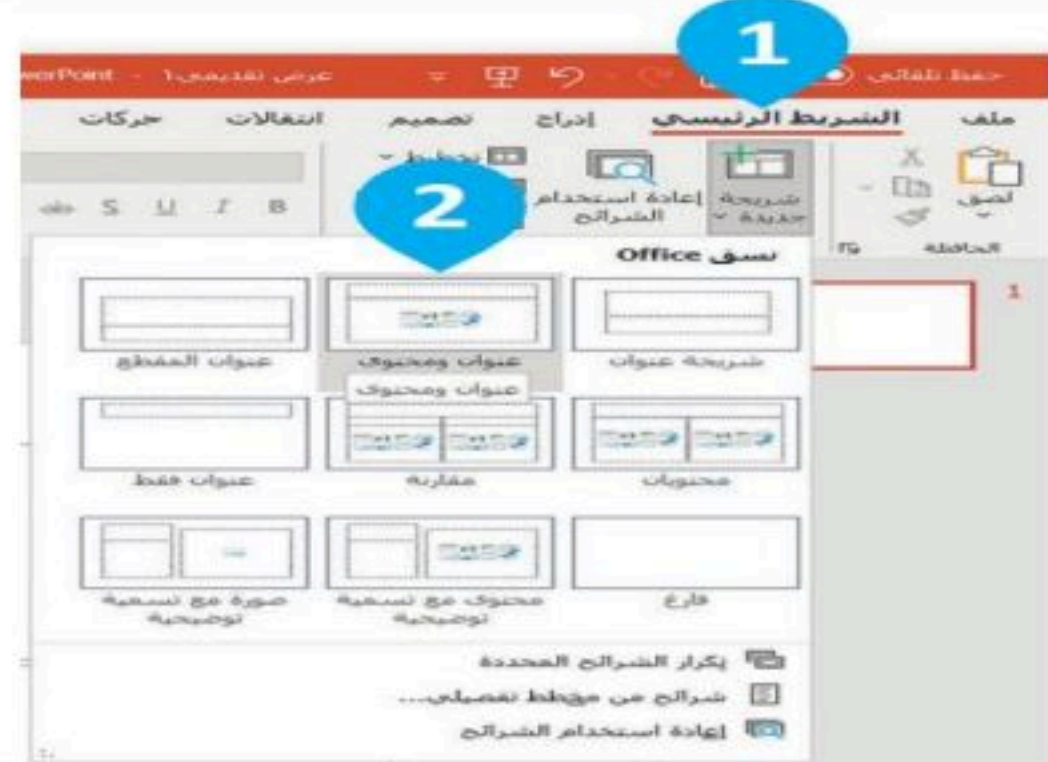 1
حفظ تلقائي
عرض تقديمي1 - werPoint
ملف الشريط الرئيسي إدراج تصميم انتقالات حركات
لصق
شريحة جديدة
إعادة استخدام الشرائح
تخطيط
2
B I U S ab
الحافظة
1
نسق Office
شريحة عنوان
عنوان ومحتوى
عنوان المقطع
عنوان ومحتوى
محتويان
مقارنة
عنوان فقط
فارغ
محتوى مع تسمية توضيحية
صورة مع تسمية توضيحية
تكرار الشرائح المحددة
شرائح من مخطط تفصيلي...
إعادة استخدام الشرائح